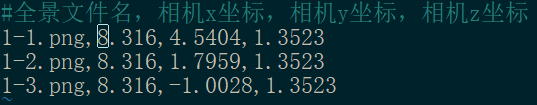 #全景文件名，相机x坐标，相机y坐标，相机z坐标
1-1.png,8.316,4.5404,1.3523
1-2.png,8.316,1.7959,1.3523
1-3.png,8.316,-1.0028,1.3523
~